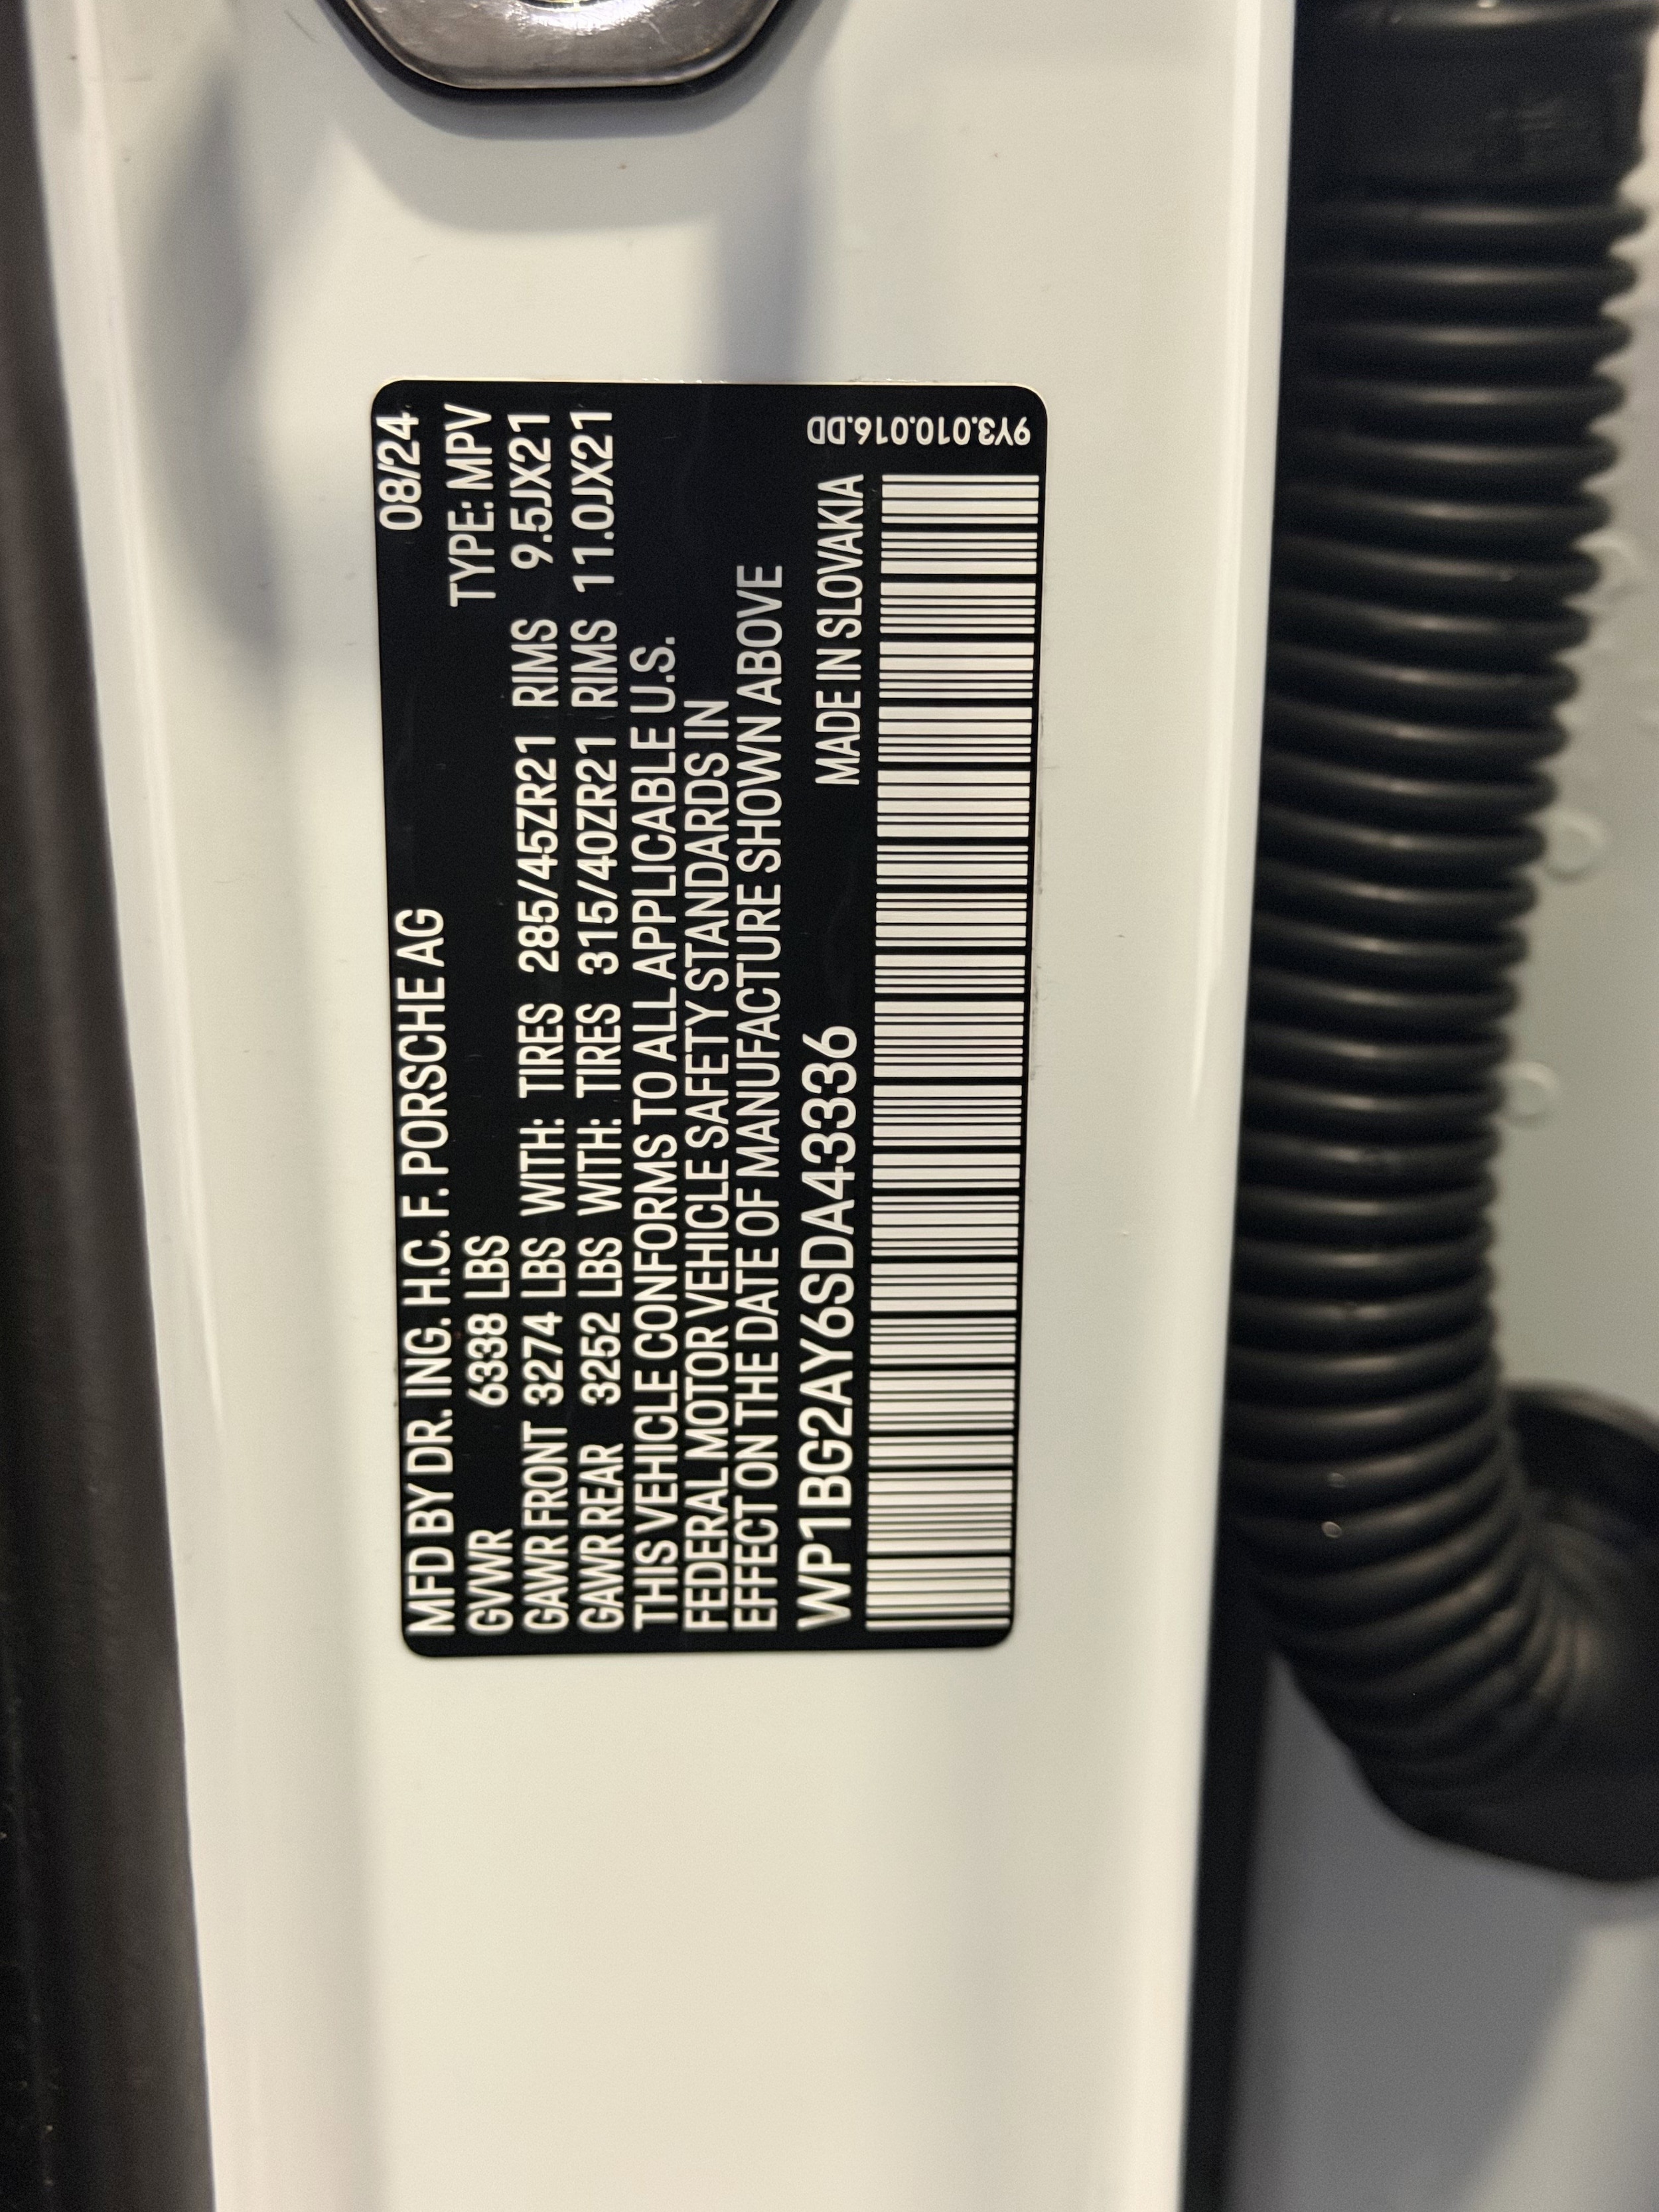 MFD BY DR. ING. H.C. F. PORSCHE AG 08/24
GVWR 6338 LBS TYPE: MPV
GAWR FRONT 3274 LBS WITH: TIRES 285/45ZR21 RIMS 9.5JX21
GAWR REAR 3252 LBS WITH: TIRES 315/40ZR21 RIMS 11.0JX21
THIS VEHICLE CONFORMS TO ALL APPLICABLE U.S.
FEDERAL MOTOR VEHICLE SAFETY STANDARDS IN
EFFECT ON THE DATE OF MANUFACTURE SHOWN ABOVE
WP1BG2AY6SDA43336 MADE IN SLOVAKIA
9Y3.010.016.DD